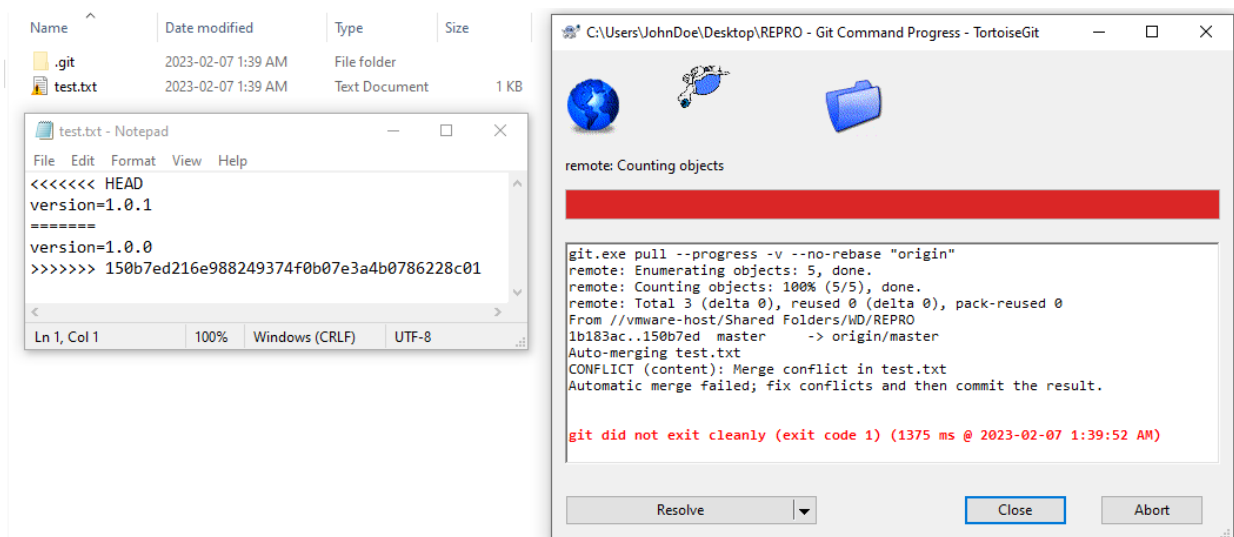 Name Date modified Type Size
.git 2023-02-07 1:39 AM File folder
test.txt 2023-02-07 1:39 AM Text Document 1 KB
test.txt - Notepad
File Edit Format View Help
<<<<<<< HEAD
version=1.0.1
=======
version=1.0.0
>>>>>>> 150b7ed216e988249374f0b07e3a4b0786228c01
Ln 1, Col 1 100% Windows (CRLF) UTF-8
C:\Users\JohnDoe\Desktop\REPRO - Git Command Progress - TortoiseGit
remote: Counting objects
git.exe pull --progress -v --no-rebase "origin"
remote: Enumerating objects: 5, done.
remote: Counting objects: 100% (5/5), done.
remote: Total 3 (delta 0), reused 0 (delta 0), pack-reused 0
From //vmware-host/Shared Folders/WD/REPRO
1b183ac..150b7ed master -> origin/master
Auto-merging test.txt
CONFLICT (content): Merge conflict in test.txt
Automatic merge failed; fix conflicts and then commit the result.
git did not exit cleanly (exit code 1) (1375 ms @ 2023-02-07 1:39:52 AM)
Resolve Close Abort